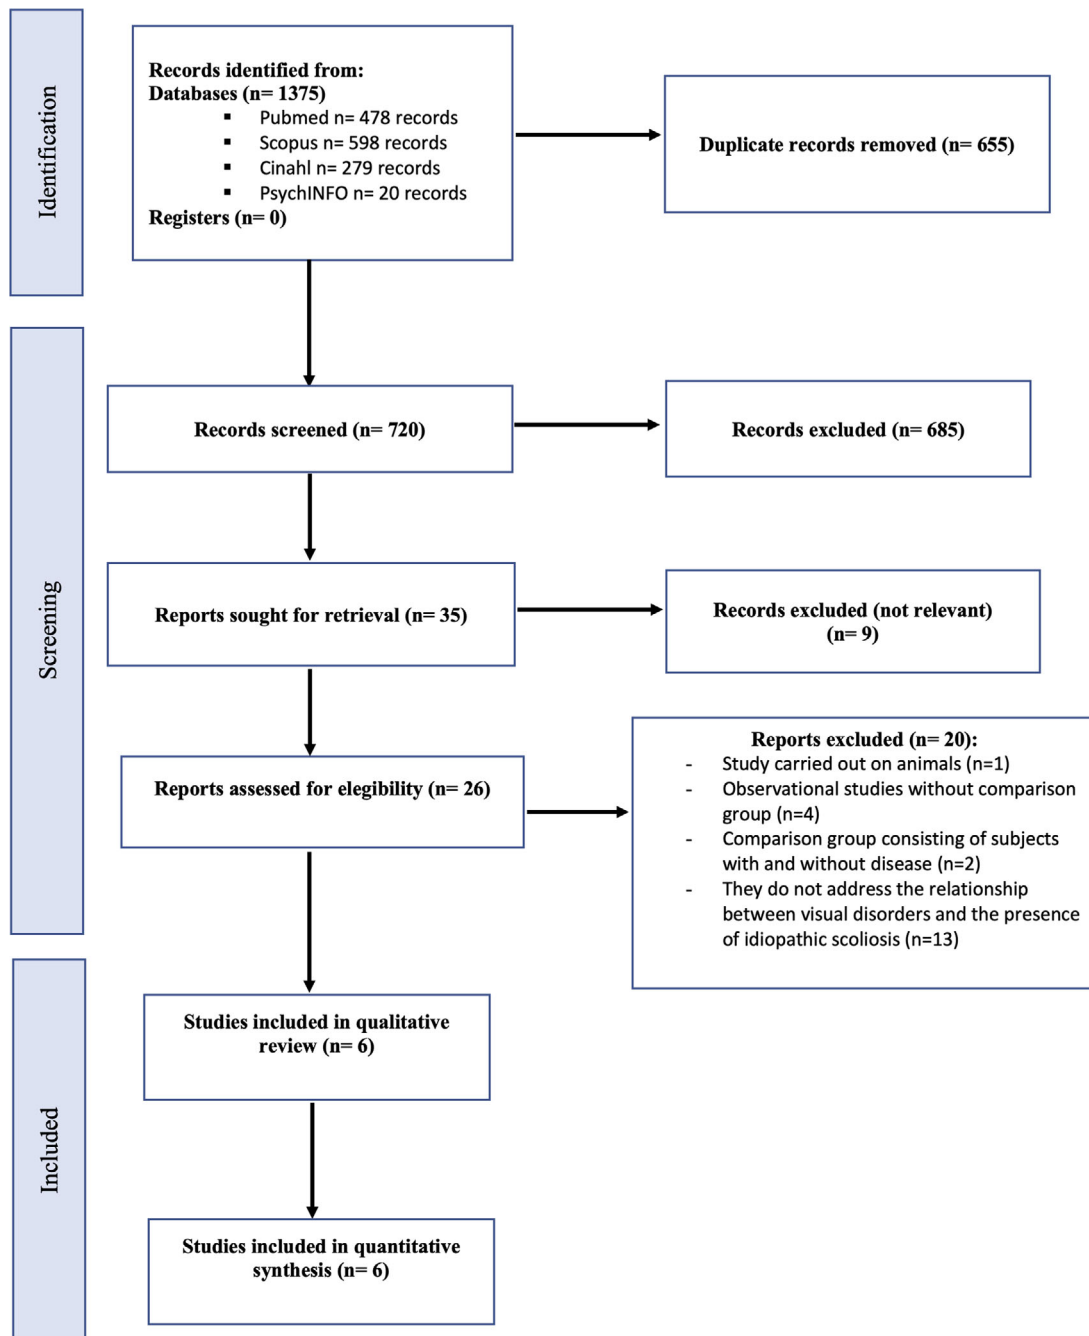 Identification
Records identified from:
Databases (n= 1375)
▪ Pubmed n= 478 records
▪ Scopus n= 598 records
▪ Cinahl n= 279 records
▪ PsychINFO n= 20 records
Registers (n= 0)
Duplicate records removed (n= 655)
Screening
Records screened (n= 720)
Records excluded (n= 685)
Reports sought for retrieval (n= 35)
Records excluded (not relevant)
(n= 9)
Reports assessed for elegibility (n= 26)
Reports excluded (n= 20):
- Study carried out on animals (n=1)
- Observational studies without comparison
group (n=4)
- Comparison group consisting of subjects
with and without disease (n=2)
- They do not address the relationship
between visual disorders and the presence
of idiopathic scoliosis (n=13)
Included
Studies included in qualitative
review (n= 6)
Studies included in quantitative
synthesis (n= 6)